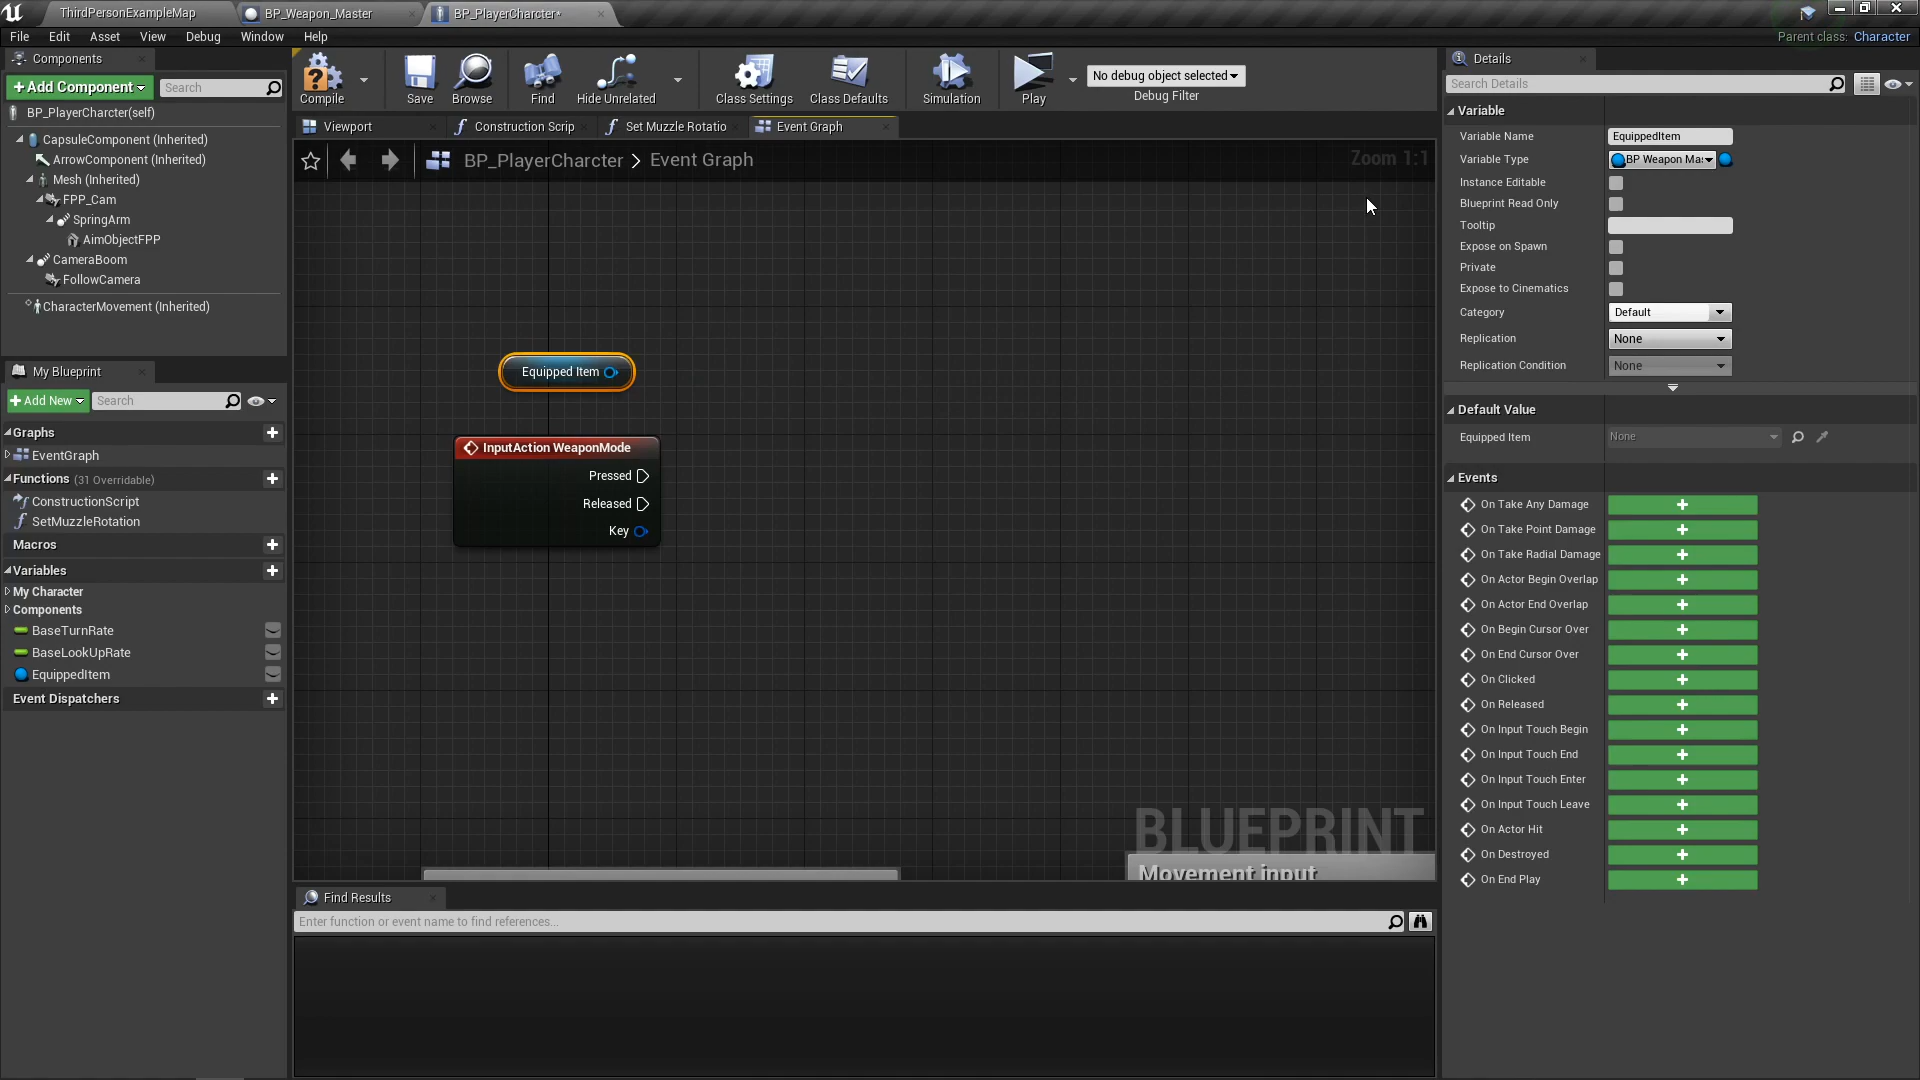 ThirdPersonExampleMap
BP_Weapon_Master
BP_PlayerCharcter*
File Edit Asset View Debug Window Help
Parent class: Character
Components
+Add Component
Search
BP_PlayerCharcter(self)
CapsuleComponent (Inherited)
ArrowComponent (Inherited)
Mesh (Inherited)
FPP_Cam
SpringArm
AimObjectFPP
CameraBoom
FollowCamera
CharacterMovement (Inherited)
My Blueprint
+Add New
Search
Graphs
EventGraph
Functions (31 Overridable)
ConstructionScript
SetMuzzleRotation
Macros
Variables
My Character
Components
BaseTurnRate
BaseLookUpRate
EquippedItem
Event Dispatchers
Compile
Save
Browse
Find
Hide Unrelated
Class Settings
Class Defaults
Simulation
Play
No debug object selected
Debug Filter
Viewport
Construction Scrip
Set Muzzle Rotatio
Event Graph
BP_PlayerCharcter > Event Graph
Zoom 1:1
Equipped Item
InputAction WeaponMode
Pressed
Released
Key
BLUEPRINT
Movement input
Find Results
Enter function or event name to find references...
Details
Search Details
Variable
Variable Name EquippedItem
Variable Type BP Weapon Mas
Instance Editable
Blueprint Read Only
Tooltip
Expose on Spawn
Private
Expose to Cinematics
Category Default
Replication None
Replication Condition None
Default Value
Equipped Item None
Events
On Take Any Damage
On Take Point Damage
On Take Radial Damage
On Actor Begin Overlap
On Actor End Overlap
On Begin Cursor Over
On End Cursor Over
On Clicked
On Released
On Input Touch Begin
On Input Touch End
On Input Touch Enter
On Input Touch Leave
On Actor Hit
On Destroyed
On End Play